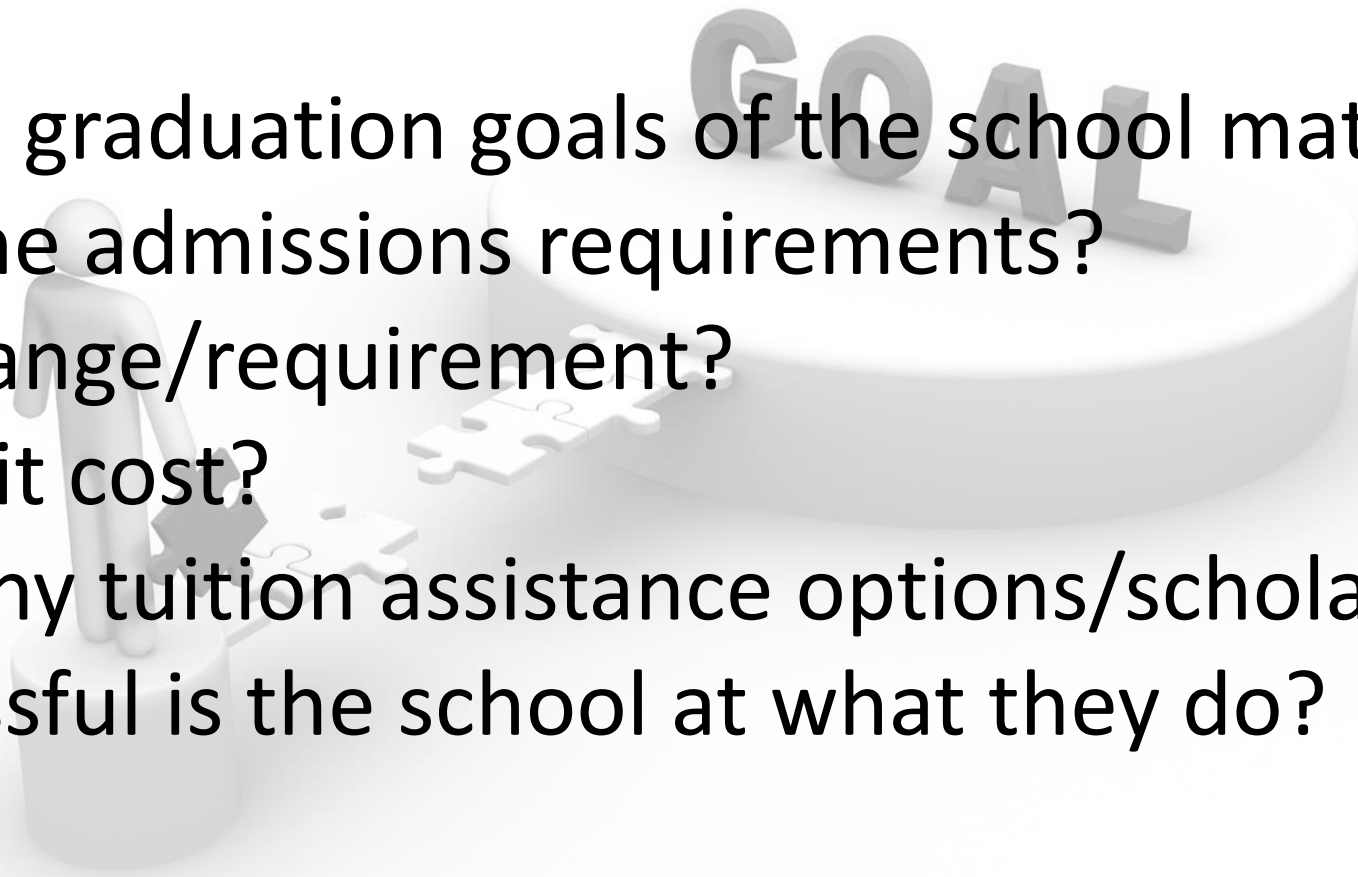 GOAL
graduation goals of the school mat
he admissions requirements?
ange/requirement?
it cost?
ny tuition assistance options/schola
ssful is the school at what they do?